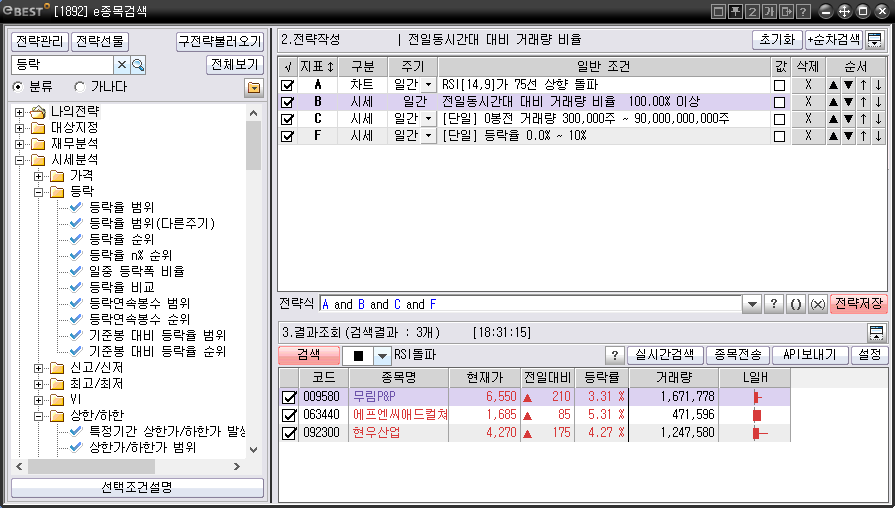 eBEST [1892] e종목검색
2 가 ?
전략관리 전략선물 구전략불러오기
등락 전체보기
분류 가나다
나의전략
대상지정
재무분석
시세분석
가격
등락
등락율 범위
등락율 범위(다른주기)
등락율 순위
등락율 n% 순위
일중 등락폭 비율
등락율 비교
등락연속봉수 범위
등락연속봉수 순위
기준봉 대비 등락율 범위
기준봉 대비 등락율 순위
신고/신저
최고/최저
VI
상한/하한
특정기간 상한가/하한가 발생
상한가/하한가 범위
선택조건설명
2.전략작성 | 전일동시간대 대비 거래량 비율 초기화 +순차검색
√ 지표↕ 구분 주기 일반 조건 값 삭제 순서
A 차트 일간 RSI[14,9]가 75선 상향 돌파 X ▲ ▼ ↑ ↓
B 시세 일간 전일동시간대 대비 거래량 비율 100.00% 이상 X ▲ ▼ ↑ ↓
C 시세 일간 [단일] 0봉전 거래량 300,000주 ~ 90,000,000,000주 X ▲ ▼ ↑ ↓
F 시세 일간 [단일] 등락율 0.0% ~ 10% X ▲ ▼ ↑ ↓
전략식 A and B and C and F ? () (X) 전략저장
3.결과조회(검색결과 : 3개) [18:31:15]
검색 RSI돌파 ? 실시간검색 종목전송 API보내기 설정
코드 종목명 현재가 전일대비 등락률 거래량 L일H
009580 무림P&P 6,550 ▲ 210 3.31 % 1,671,778
063440 에프엔씨애드컬쳐 1,685 ▲ 85 5.31 % 471,596
092300 현우산업 4,270 ▲ 175 4.27 % 1,247,580